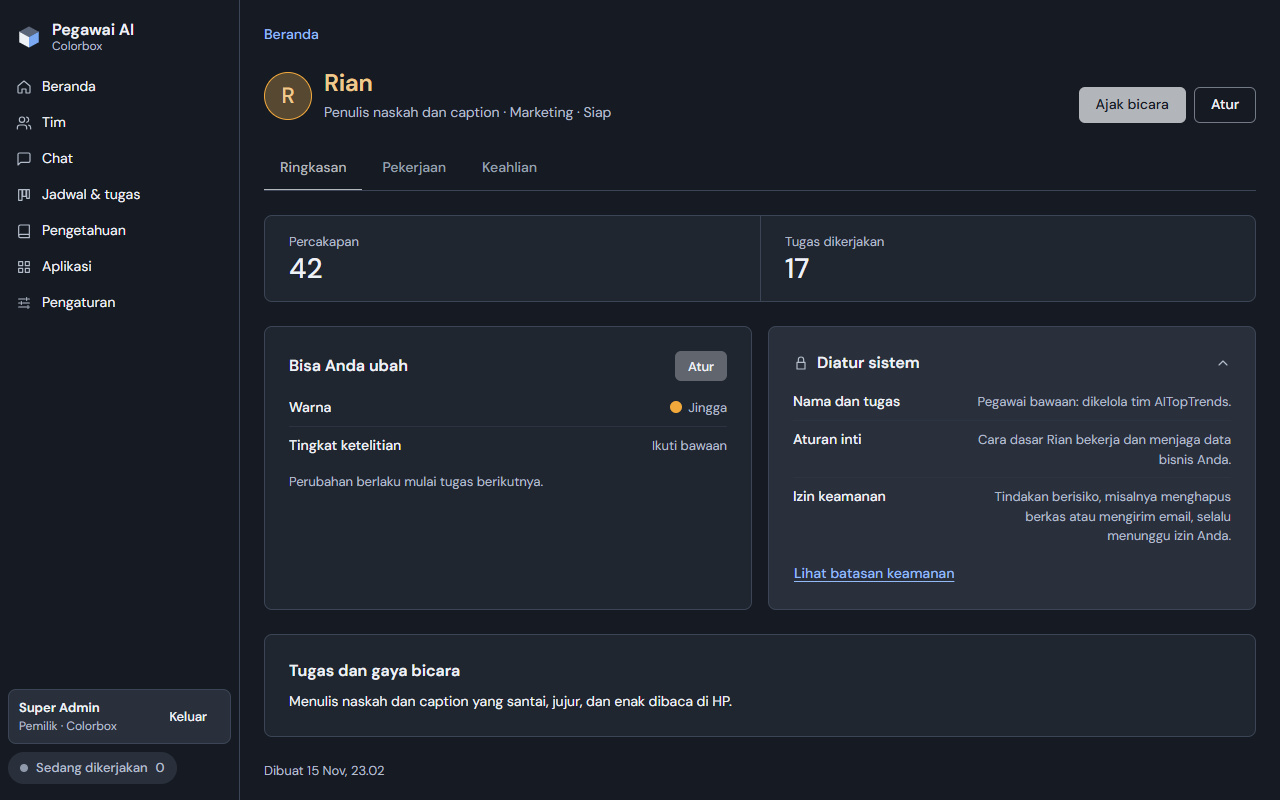 Pegawai AI
Colorbox
Beranda
Tim
Chat
Jadwal & tugas
Pengetahuan
Aplikasi
Pengaturan
Super Admin
Pemilik · Colorbox
Keluar
Sedang dikerjakan 0
Beranda
R
Rian
Penulis naskah dan caption · Marketing · Siap
Ajak bicara
Atur
Ringkasan
Pekerjaan
Keahlian
Percakapan
42
Tugas dikerjakan
17
Bisa Anda ubah
Atur
Warna
Jingga
Tingkat ketelitian
Ikuti bawaan
Perubahan berlaku mulai tugas berikutnya.
Diatur sistem
Nama dan tugas
Pegawai bawaan: dikelola tim AITopTrends.
Aturan inti
Cara dasar Rian bekerja dan menjaga data
bisnis Anda.
Izin keamanan
Tindakan berisiko, misalnya menghapus
berkas atau mengirim email, selalu
menunggu izin Anda.
Lihat batasan keamanan
Tugas dan gaya bicara
Menulis naskah dan caption yang santai, jujur, dan enak dibaca di HP.
Dibuat 15 Nov, 23.02